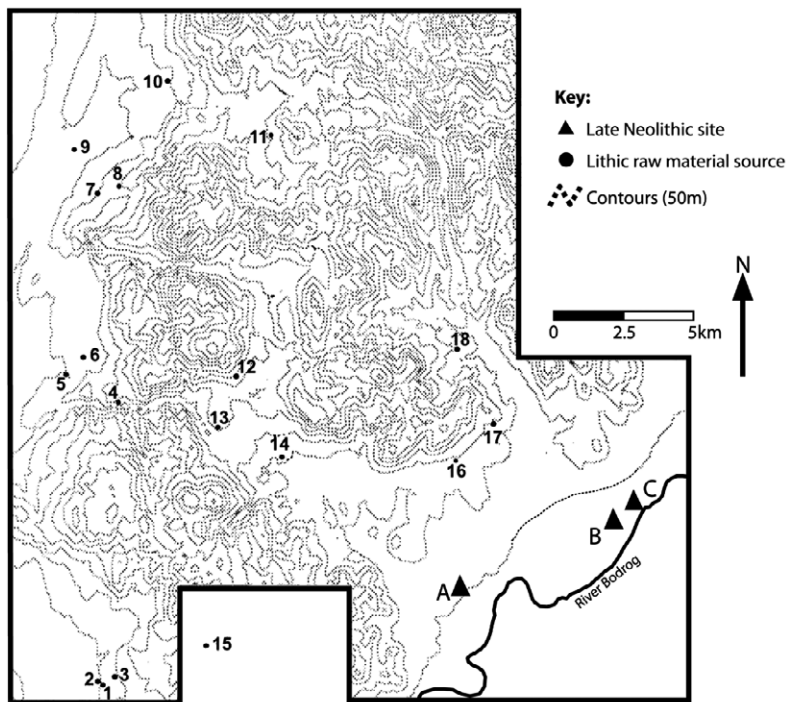 10
11
9
8
7
Key:
Late Neolithic site
Lithic raw material source
Contours (50m)
N
0 2.5 5km
18
6
5
12
4
13
14
17
16
C
B
A
River Bodrog
15
2
3
1